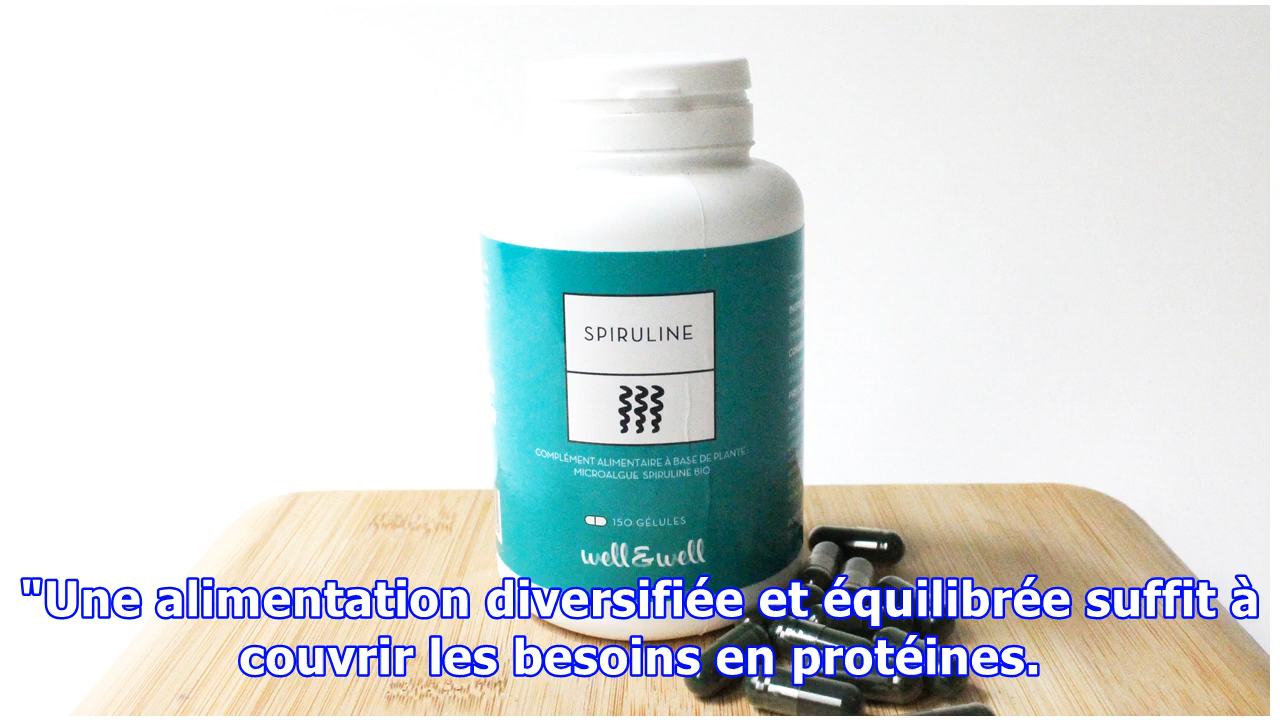 SPIRULINE
COMPLÉMENT ALIMENTAIRE À BASE DE PLANTE
MICROALGUE SPIRULINE BIO
150 GÉLULES
well&well
"Une alimentation diversifiée et équilibrée suffit à
couvrir les besoins en protéines.